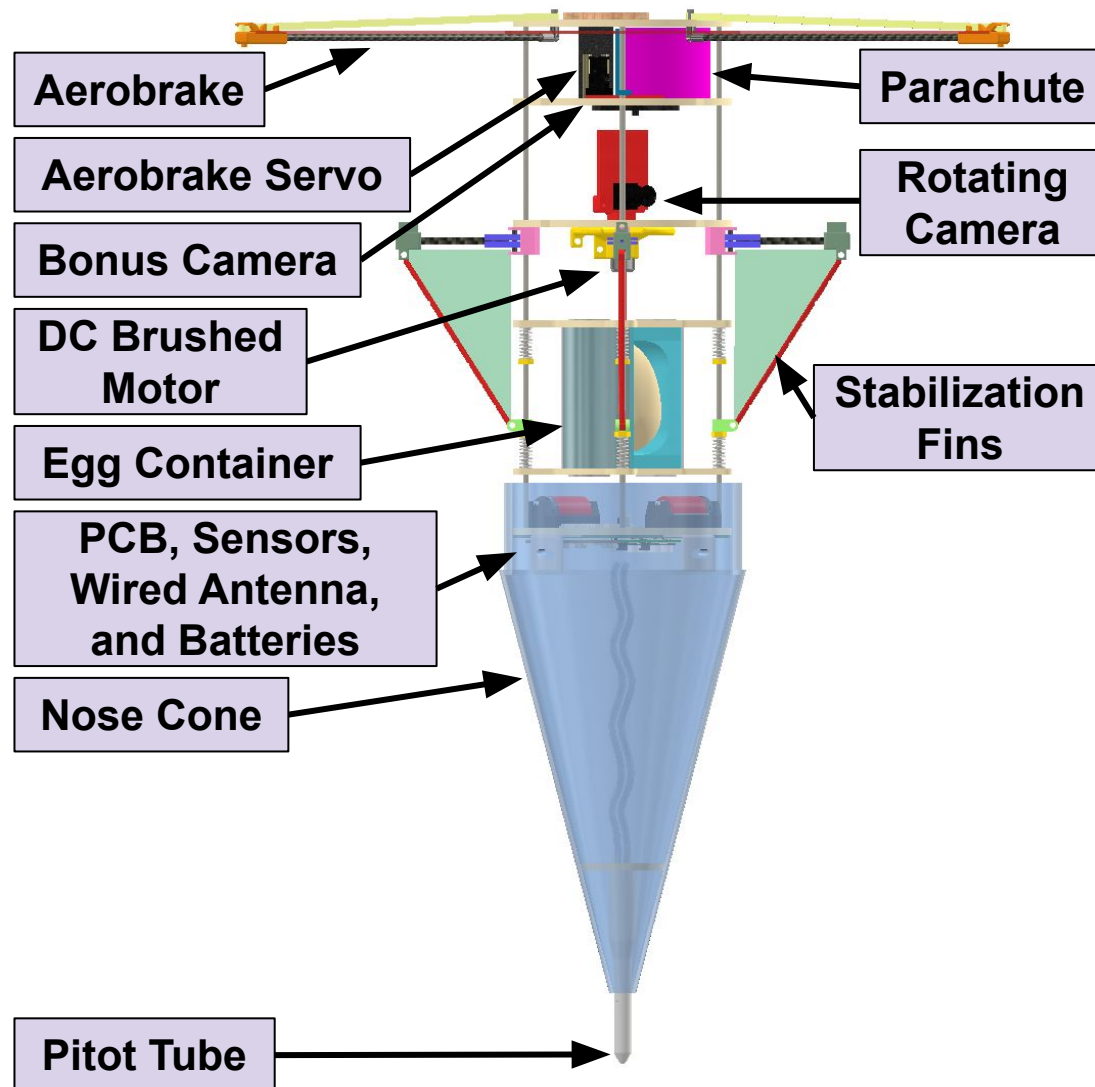 Aerobrake
Aerobrake Servo
Bonus Camera
DC Brushed
Motor
Egg Container
PCB, Sensors,
Wired Antenna,
and Batteries
Nose Cone
Pitot Tube
Parachute
Rotating
Camera
Stabilization
Fins